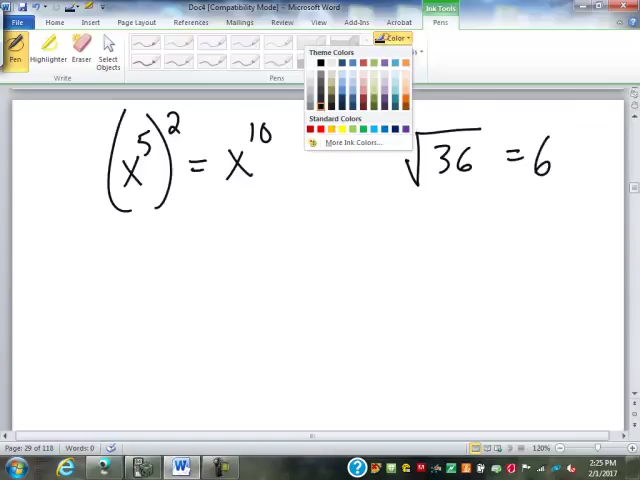 Doc4 [Compatibility Mode] - Microsoft Word
Ink Tools
File Home Insert Page Layout References Mailings Review View Acrobat Pens
Pen Highlighter Eraser Select Objects
Color
Write
Pens
Theme Colors
Standard Colors
More Ink Colors...
(x^5)^2 = x^10
√36 = 6
Page: 29 of 118 Words: 0
120%
2:25 PM
2/1/2017